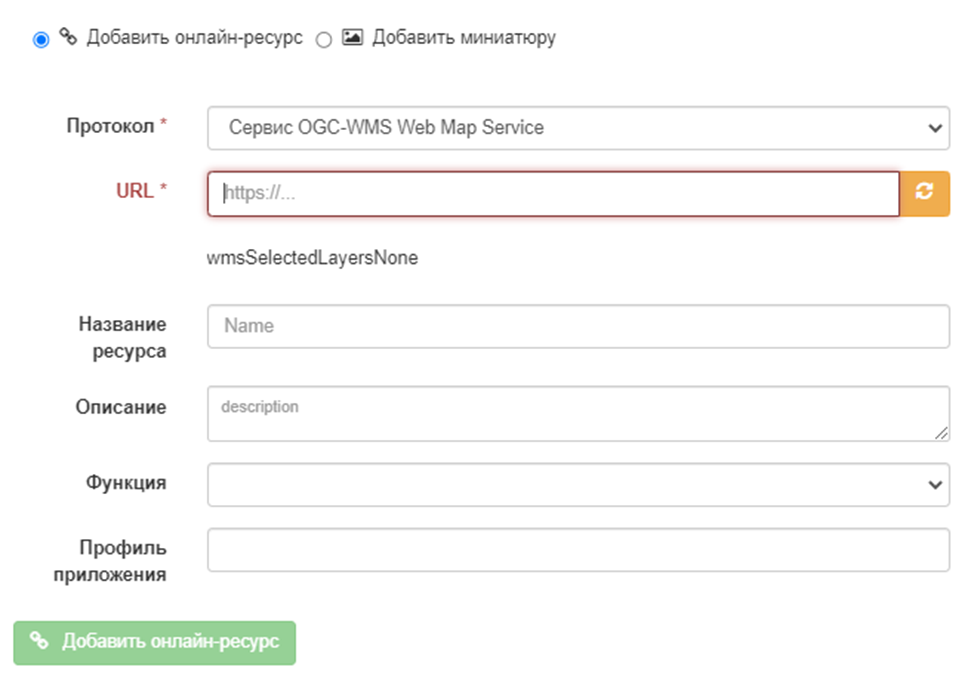 Добавить онлайн-ресурс Добавить миниатюру
Протокол * Сервис OGC-WMS Web Map Service
URL * https://...
wmsSelectedLayersNone
Название
ресурса
Name
Описание description
Функция
Профиль
приложения
Добавить онлайн-ресурс